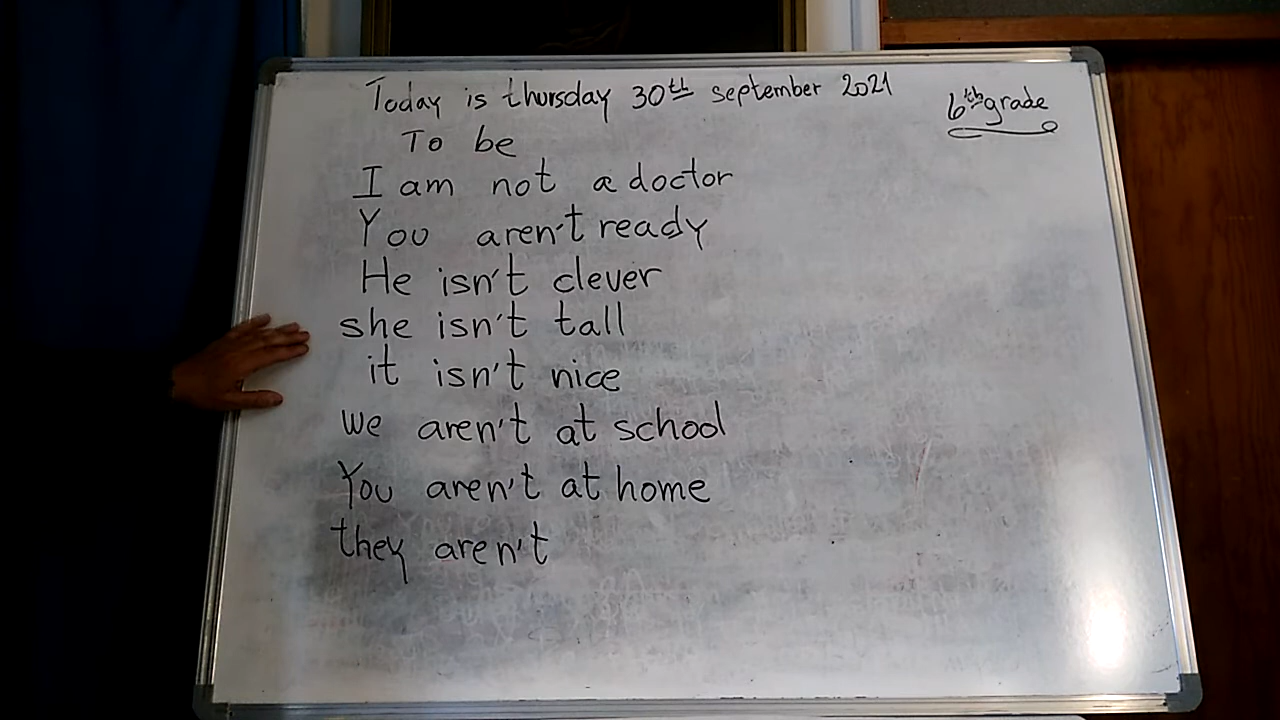 Today is thursday 30th september 2021
6th grade
To be
I am not a doctor
You aren't ready
He isn't clever
she isn't tall
it isn't nice
we aren't at school
You aren't at home
they aren't